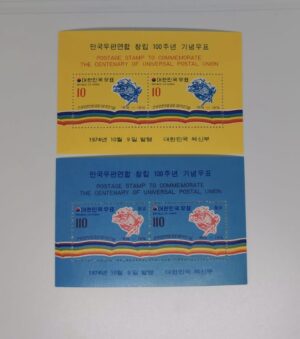 만국우편연합 창립 100주년 기념우표
POSTAGE STAMP TO COMMEMORATE
THE CENTENARY OF UNIVERSAL POSTAL UNION
대한민국우표 대한민국우표
10 10
1974년 10월 9일 발행 대한민국 체신부
만국우편연합 창립 100주년 기념우표
POSTAGE STAMP TO COMMEMORATE
THE CENTENARY OF UNIVERSAL POSTAL UNION
대한민국우표 대한민국우표
110 110
1974년 10월 9일 발행 대한민국 체신부